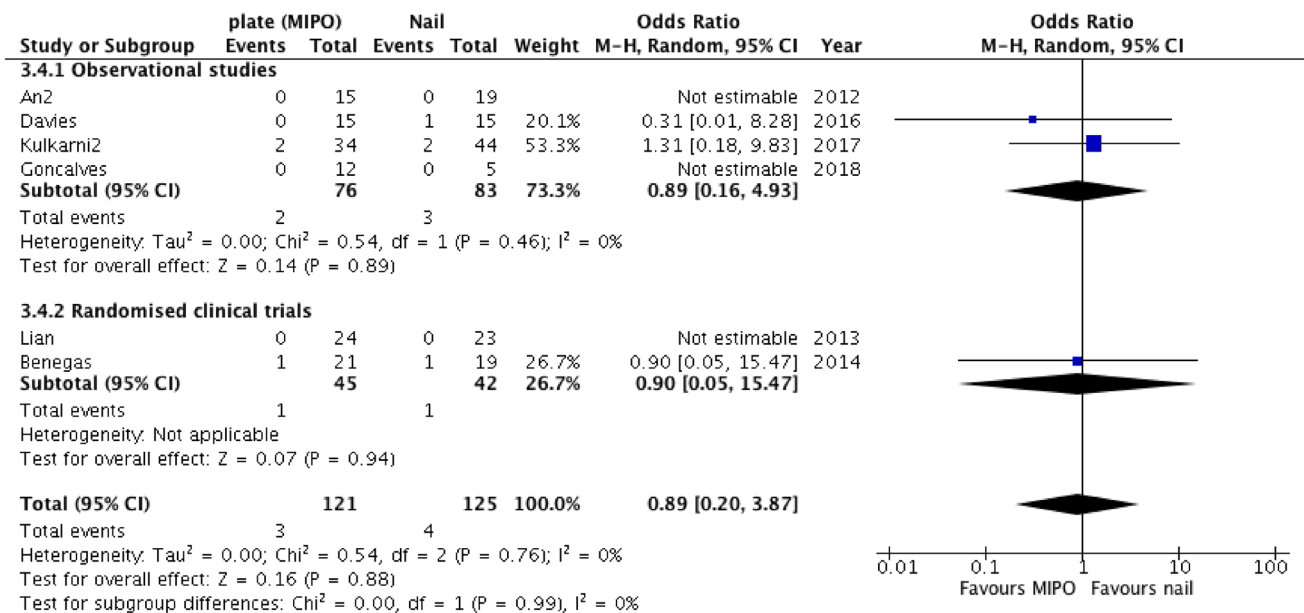 plate (MIPO) Nail Odds Ratio Odds Ratio
Study or Subgroup Events Total Events Total Weight M-H, Random, 95% CI Year M-H, Random, 95% CI
3.4.1 Observational studies
An2 0 15 0 19 Not estimable 2012
Davies 0 15 1 15 20.1% 0.31 [0.01, 8.28] 2016
Kulkarni2 2 34 2 44 53.3% 1.31 [0.18, 9.83] 2017
Goncalves 0 12 0 5 Not estimable 2018
Subtotal (95% CI) 76 83 73.3% 0.89 [0.16, 4.93]
Total events 2 3
Heterogeneity: Tau² = 0.00; Chi² = 0.54, df = 1 (P = 0.46); I² = 0%
Test for overall effect: Z = 0.14 (P = 0.89)
3.4.2 Randomised clinical trials
Lian 0 24 0 23 Not estimable 2013
Benegas 1 21 1 19 26.7% 0.90 [0.05, 15.47] 2014
Subtotal (95% CI) 45 42 26.7% 0.90 [0.05, 15.47]
Total events 1 1
Heterogeneity: Not applicable
Test for overall effect: Z = 0.07 (P = 0.94)
Total (95% CI) 121 125 100.0% 0.89 [0.20, 3.87]
Total events 3 4
Heterogeneity: Tau² = 0.00; Chi² = 0.54, df = 2 (P = 0.76); I² = 0%
Test for overall effect: Z = 0.16 (P = 0.88)
Test for subgroup differences: Chi² = 0.00, df = 1 (P = 0.99), I² = 0%
0.01 0.1 1 10 100
Favours MIPO Favours nail